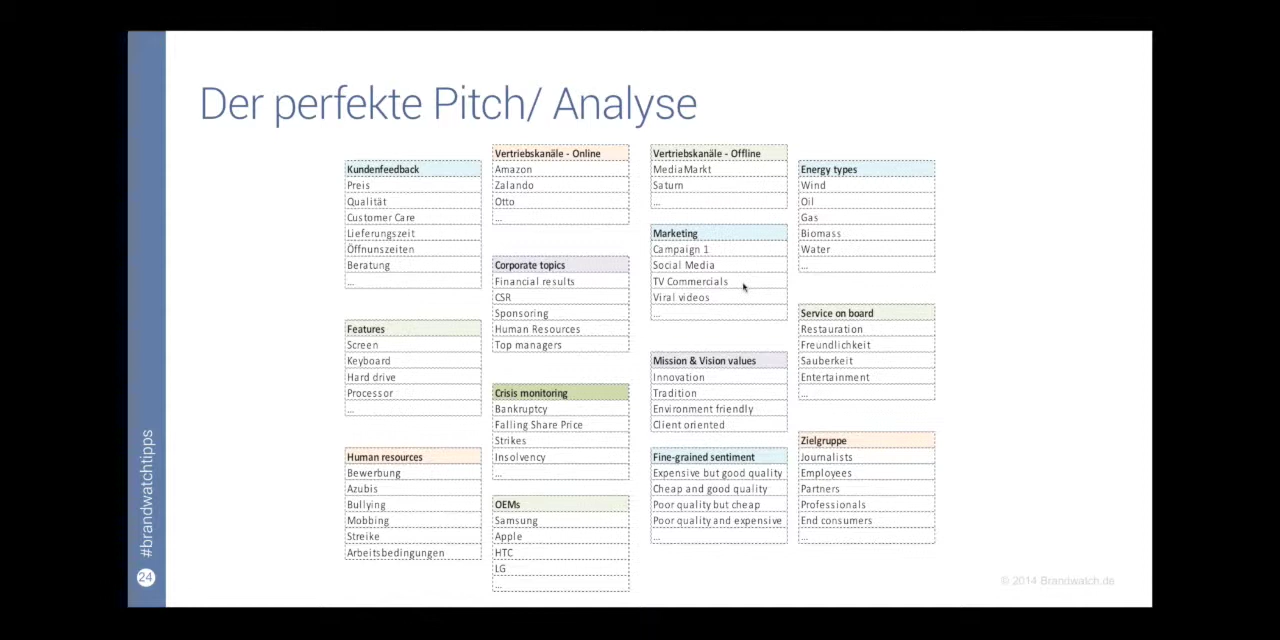 Der perfekte Pitch/ Analyse
Kundenfeedback
Preis
Qualität
Customer Care
Lieferungszeit
Öffnunszeiten
Beratung
...
Features
Screen
Keyboard
Hard drive
Processor
...
Human resources
Bewerbung
Azubis
Bullying
Mobbing
Streike
Arbeitsbedingungen
Vertriebskanäle - Online
Amazon
Zalando
Otto
...
Corporate topics
Financial results
CSR
Sponsoring
Human Resources
Top managers
Crisis monitoring
Bankruptcy
Falling Share Price
Strikes
Insolvency
...
OEMs
Samsung
Apple
HTC
LG
...
Vertriebskanäle - Offline
MediaMarkt
Saturn
...
Marketing
Campaign 1
Social Media
TV Commercials
Viral videos
...
Mission & Vision values
Innovation
Tradition
Environment friendly
Client oriented
Fine-grained sentiment
Expensive but good quality
Cheap and good quality
Poor quality but cheap
Poor quality and expensive
...
Energy types
Wind
Oil
Gas
Biomass
Water
...
Service on board
Restauration
Freundlichkeit
Sauberkeit
Entertainment
...
Zielgruppe
Journalists
Employees
Partners
Professionals
End consumers
...
#brandwatchtipps
24
© 2014 Brandwatch.de